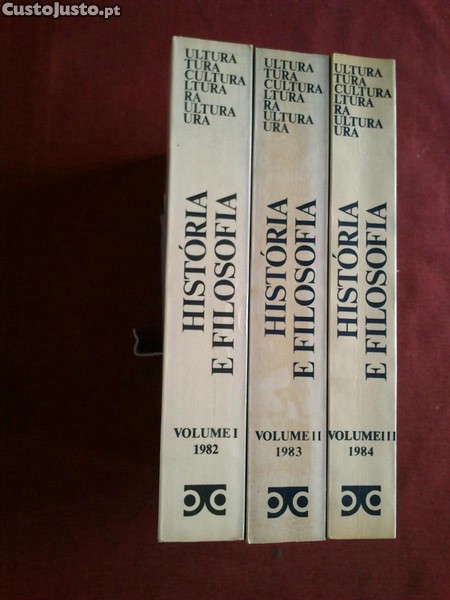 CustoJusto.pt
ULTURA
TURA
CULTURA
LTURA
RA
ULTURA
URA
HISTÓRIA
E FILOSOFIA
VOLUME I
1982
ULTURA
TURA
CULTURA
LTURA
RA
ULTURA
URA
HISTÓRIA
E FILOSOFIA
VOLUME II
1983
ULTURA
TURA
CULTURA
LTURA
RA
ULTURA
URA
HISTÓRIA
E FILOSOFIA
VOLUME III
1984